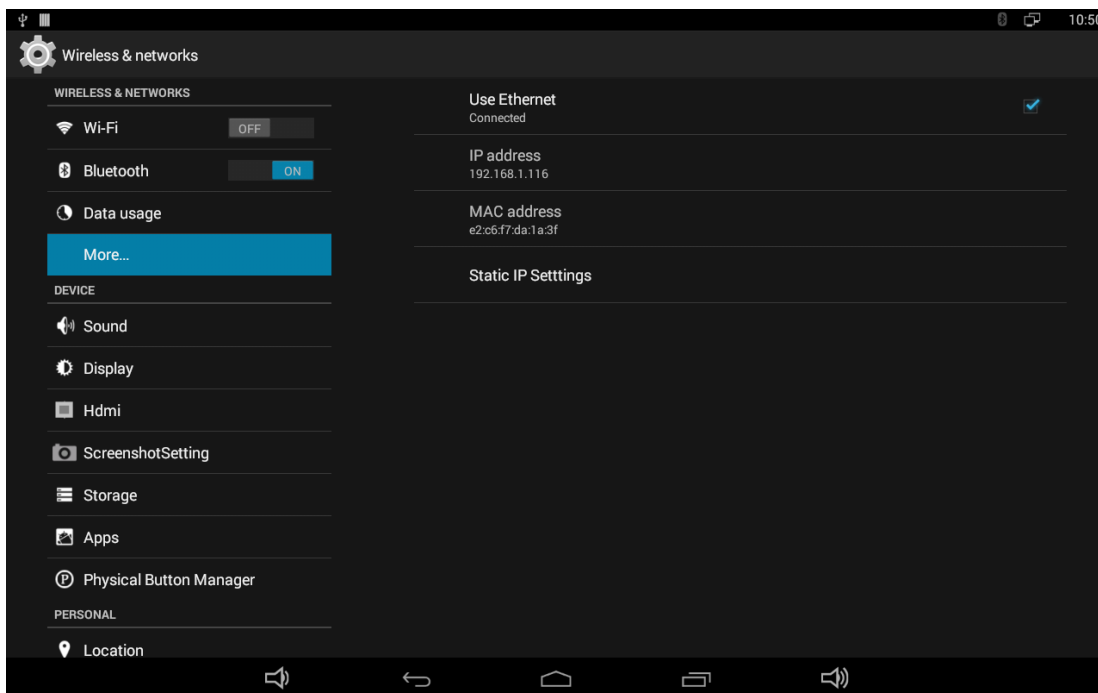 10:50
Wireless & networks
WIRELESS & NETWORKS
Wi-Fi
OFF
Bluetooth
ON
Data usage
More...
DEVICE
Sound
Display
Hdmi
ScreenshotSetting
Storage
Apps
P
Physical Button Manager
PERSONAL
Location
Use Ethernet
Connected
IP address
192.168.1.116
MAC address
e2:c6:f7:da:1a:3f
Static IP Setttings